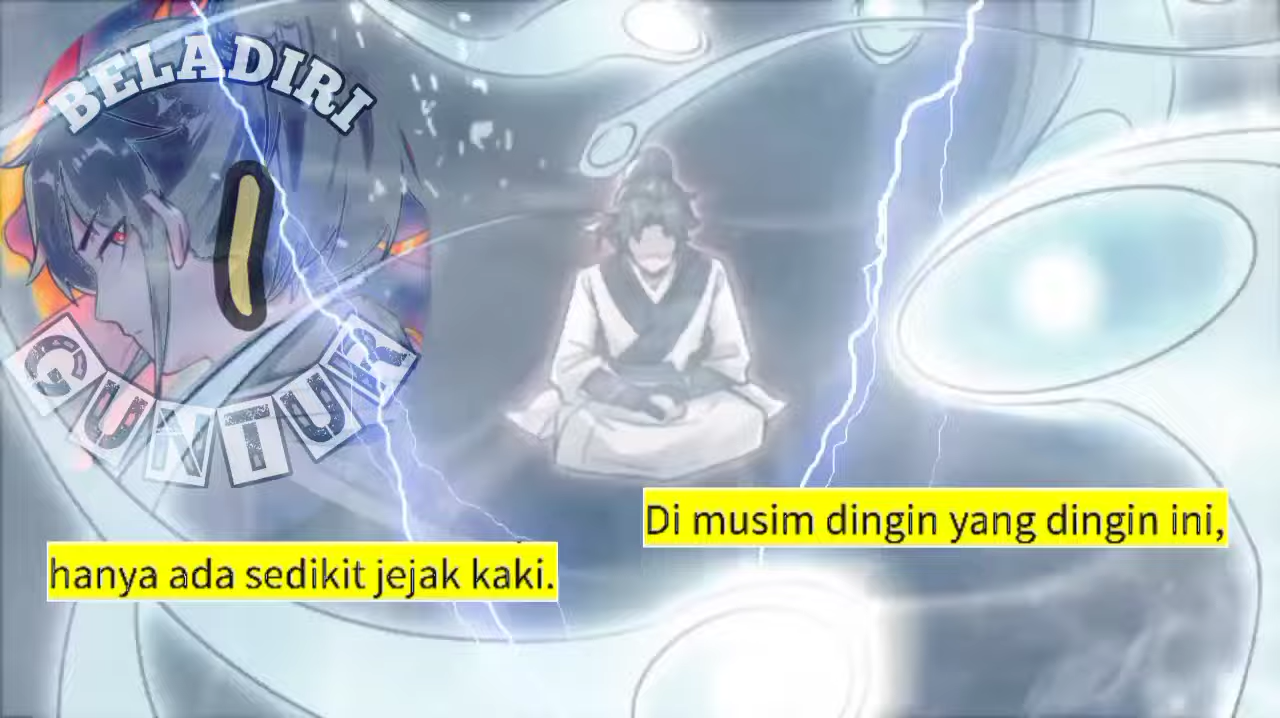 BELADIRI
GUNTUR
Di musim dingin yang dingin ini,
hanya ada sedikit jejak kaki.